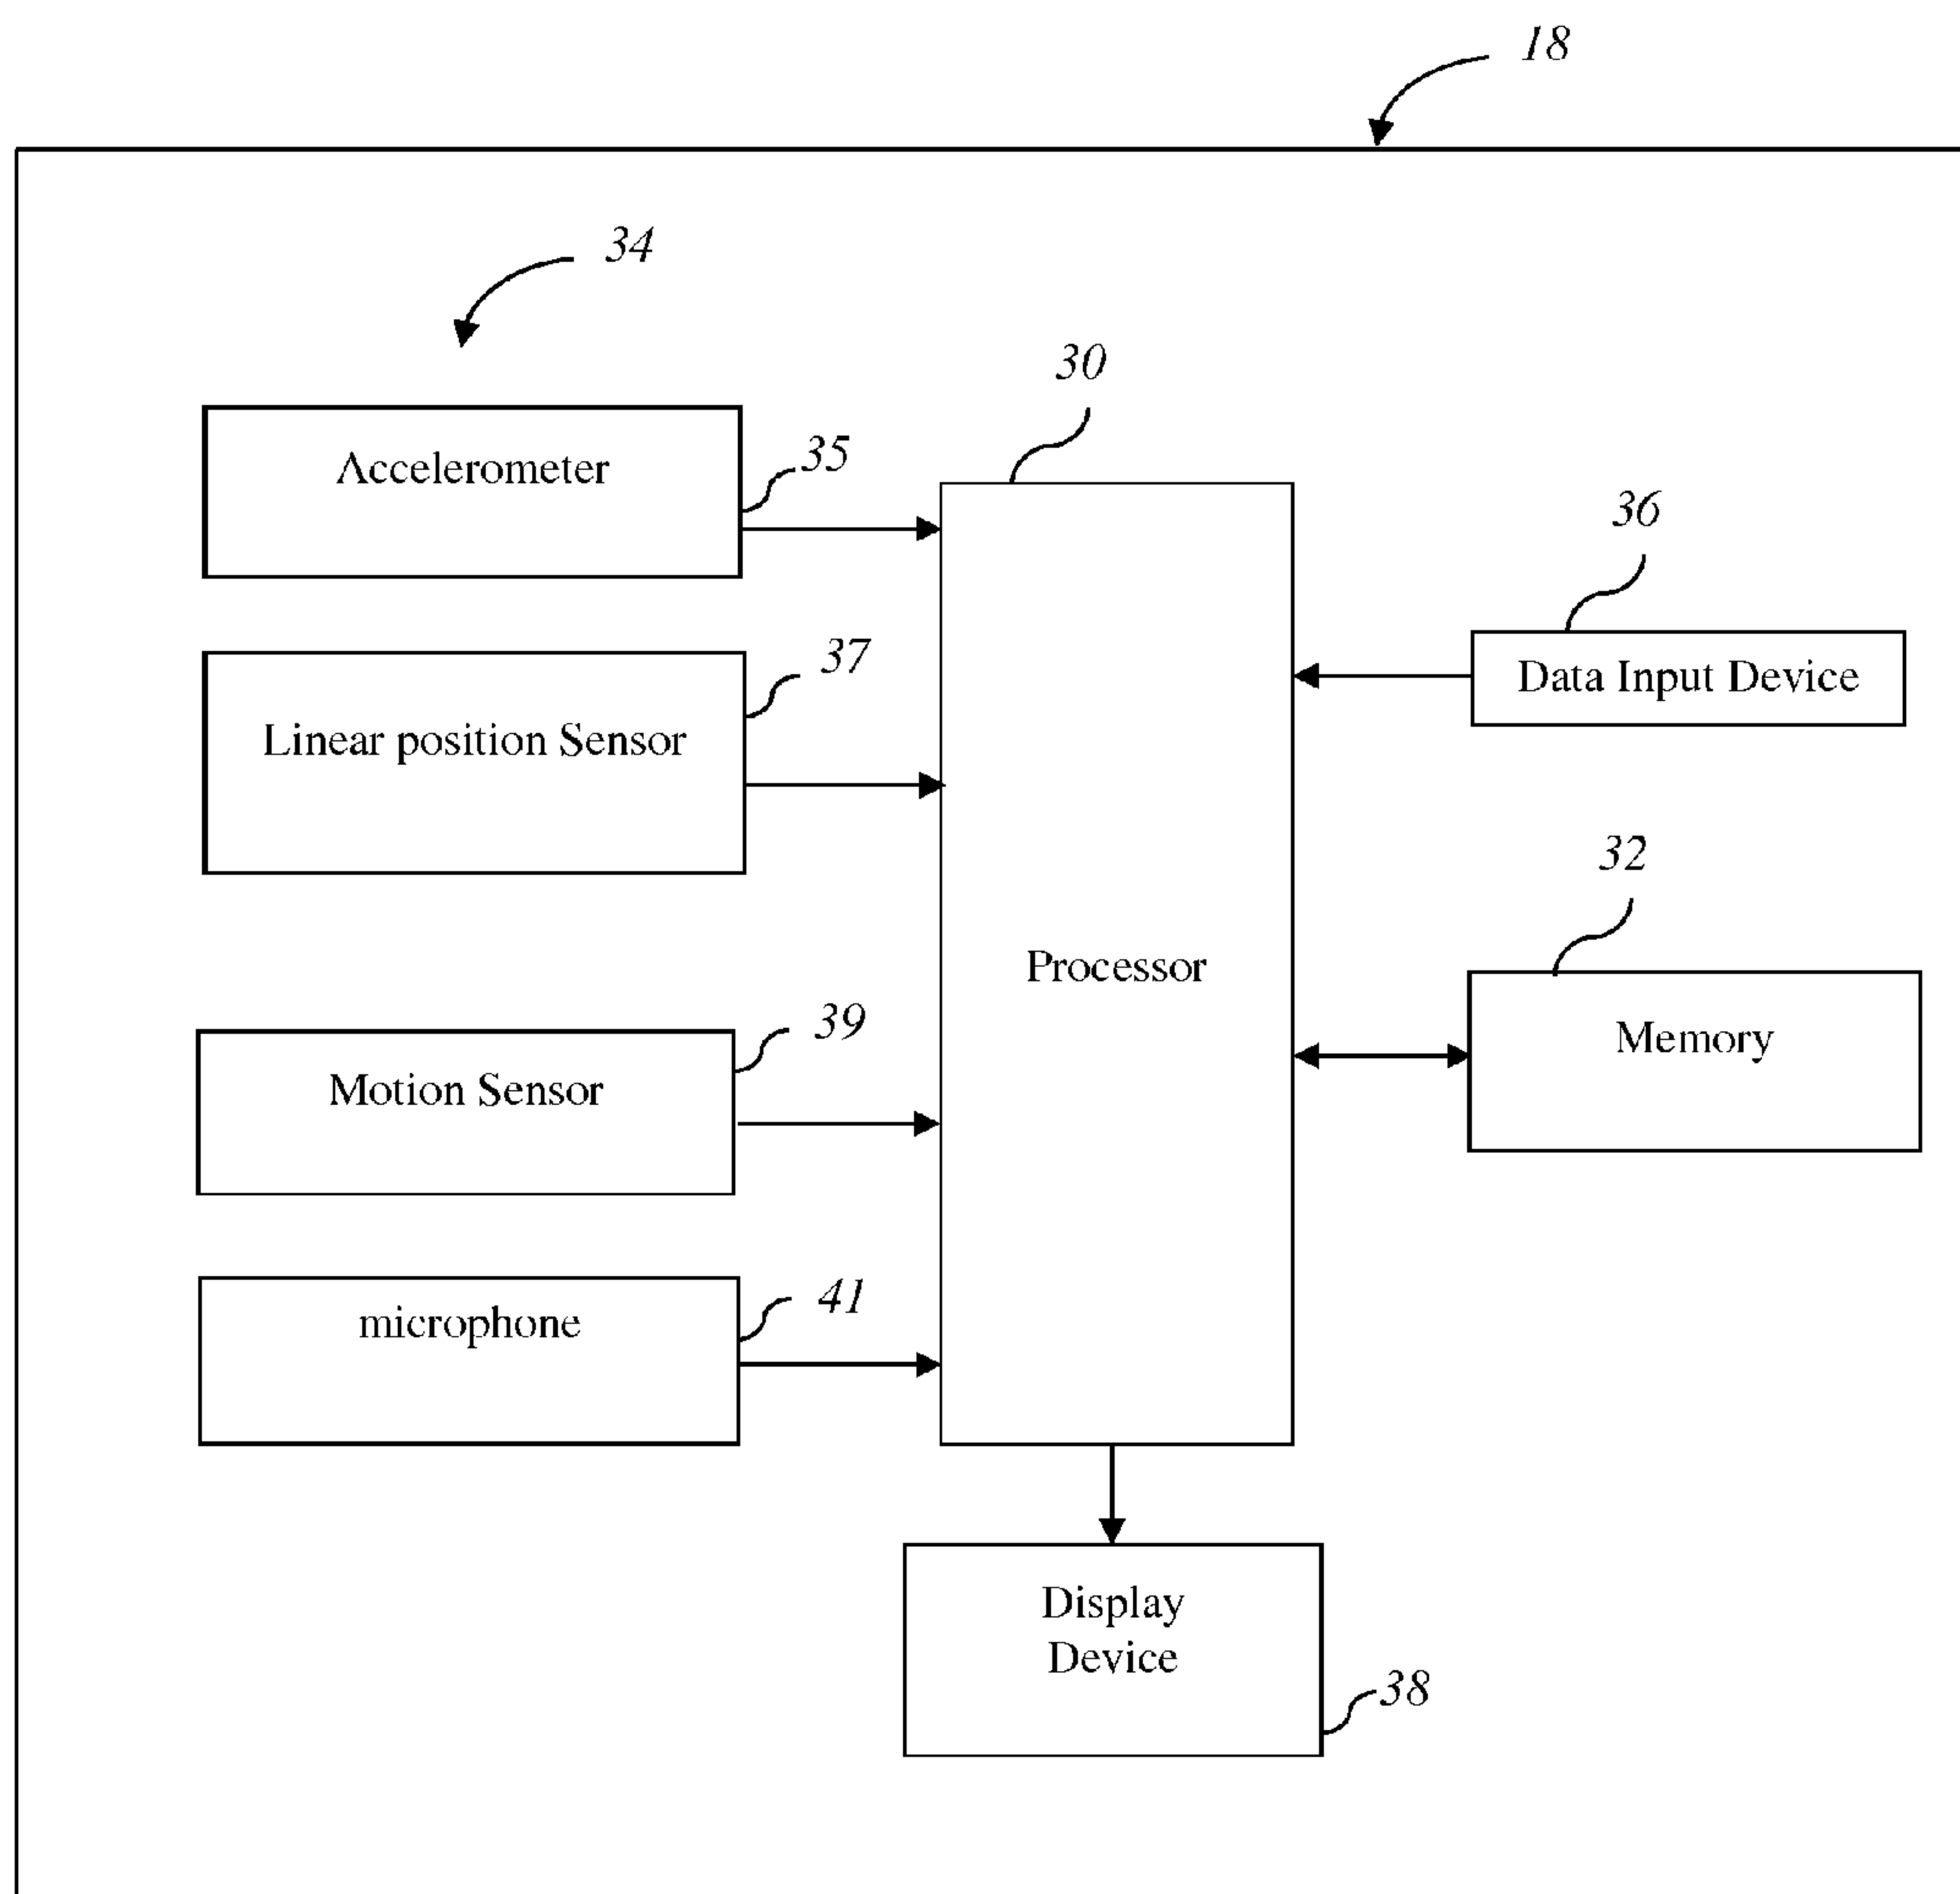 18
34
30
Accelerometer
35
36
Data Input Device
37
Linear position Sensor
32
Processor
Memory
39
Motion Sensor
41
microphone
Display
Device
38